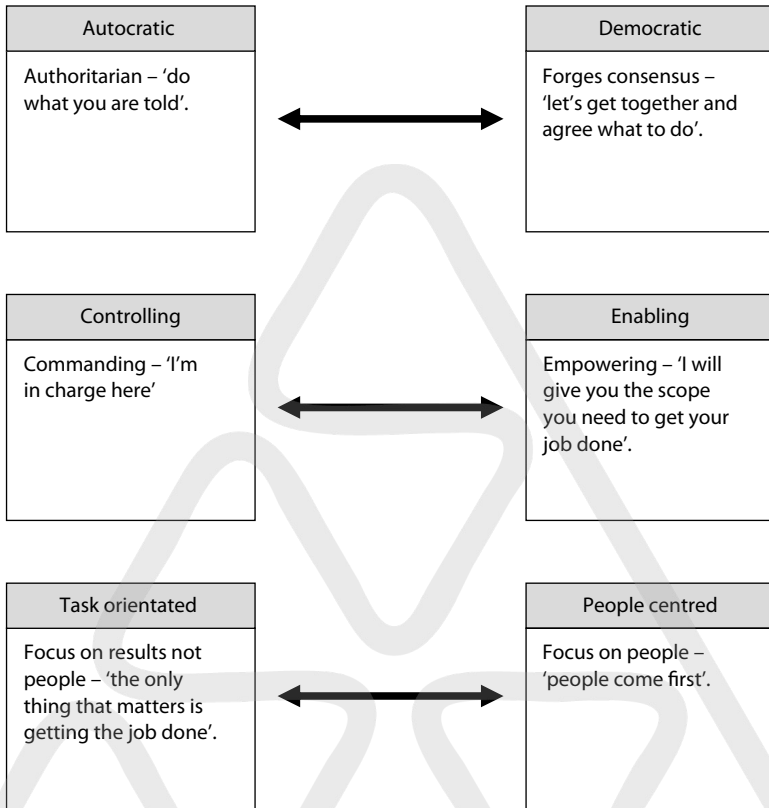 Autocratic
Authoritarian – ‘do
what you are told’.
Democratic
Forges consensus –
‘let’s get together and
agree what to do’.
Controlling
Commanding – ‘I’m
in charge here’
Enabling
Empowering – ‘I will
give you the scope
you need to get your
job done’.
Task orientated
Focus on results not
people – ‘the only
thing that matters is
getting the job done’.
People centred
Focus on people –
‘people come first’.